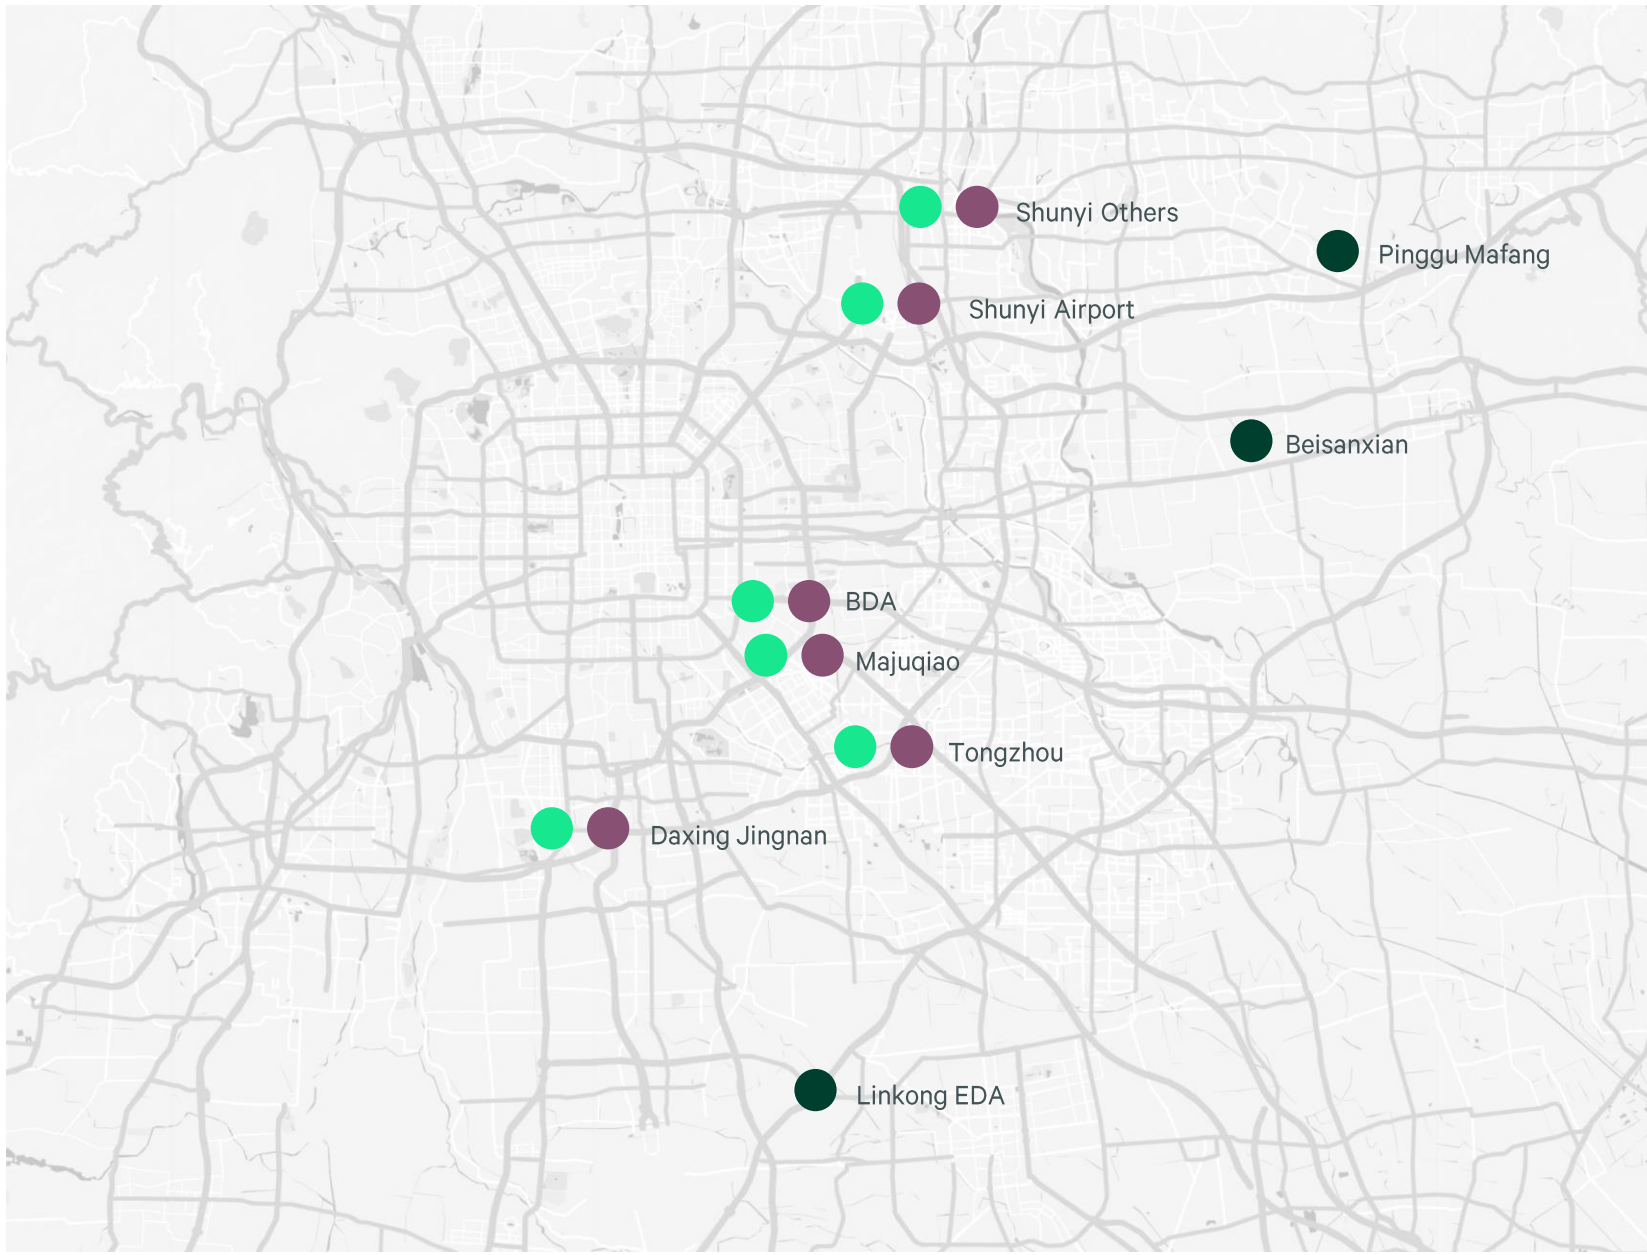 Shunyi Others
Pinggu Mafang
Shunyi Airport
Beisanxian
BDA
Majuqiao
Tongzhou
Daxing Jingnan
Linkong EDA